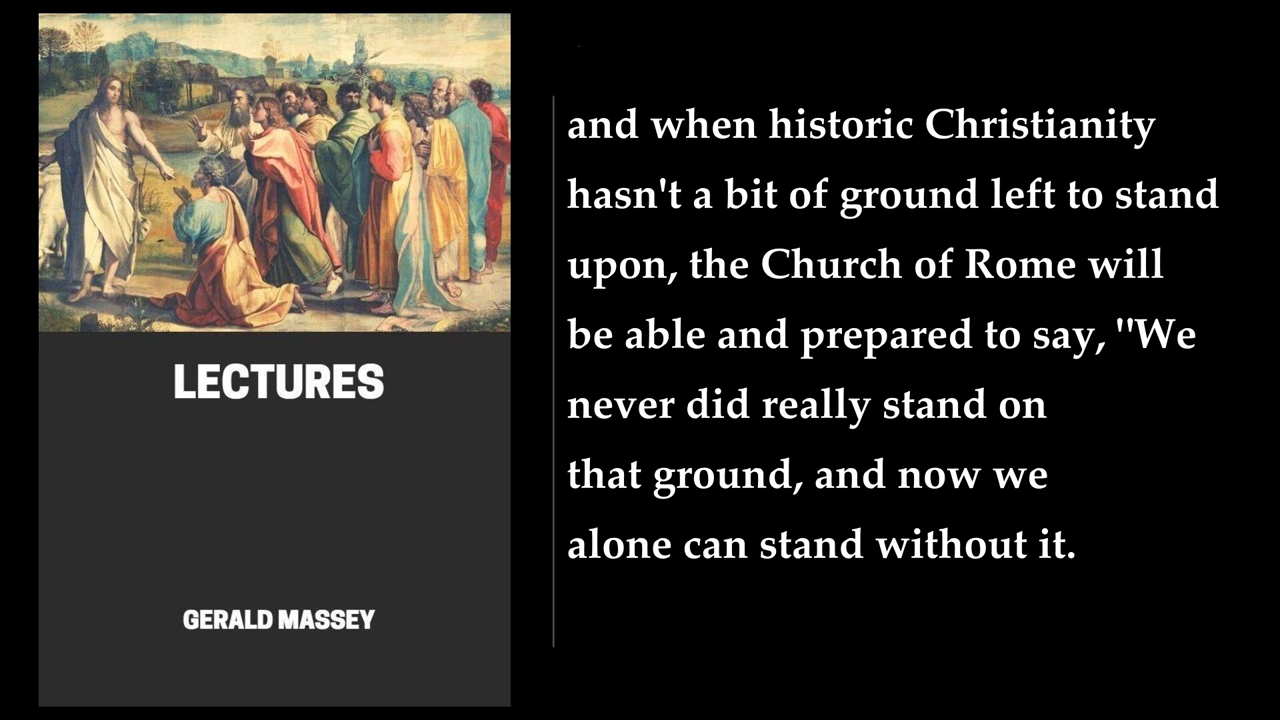 LECTURES
GERALD MASSEY
and when historic Christianity
hasn't a bit of ground left to stand
upon, the Church of Rome will
be able and prepared to say, "We
never did really stand on
that ground, and now we
alone can stand without it.